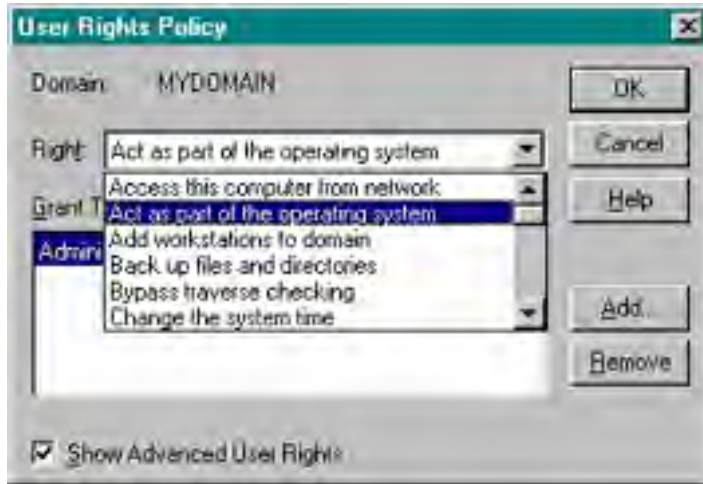 User Rights Policy
Domain: MYDOMAIN
OK
Right: Act as part of the operating system
Cancel
Access this computer from network
Help
Grant T
Act as part of the operating system
Add workstations to domain
Admini
Back up files and directories
Bypass traverse checking
Add...
Change the system time
Remove
Show Advanced User Rights